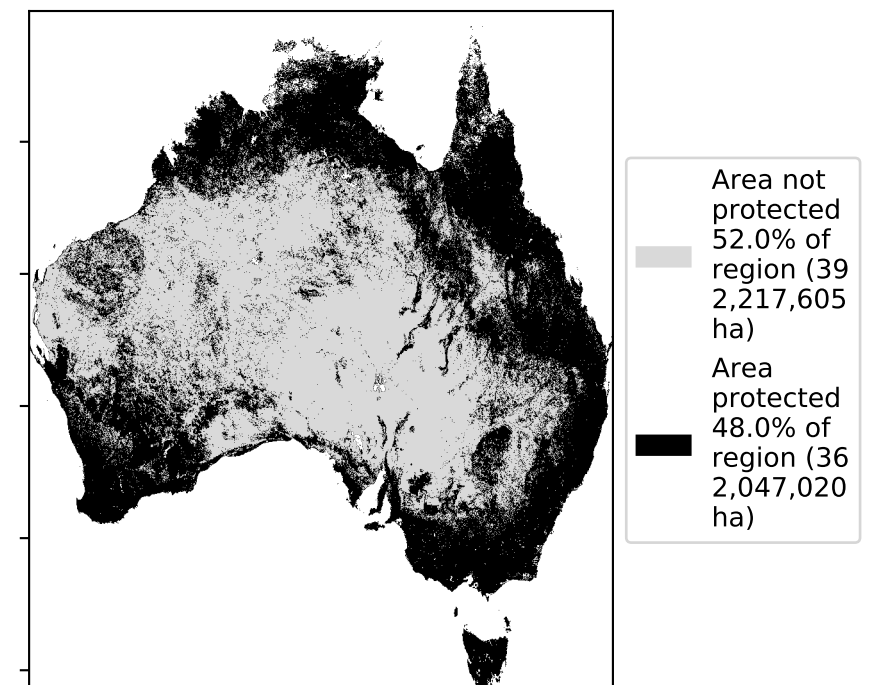 Area not
protected
52.0% of
region (39
2,217,605
ha)
Area
protected
48.0% of
region (36
2,047,020
ha)